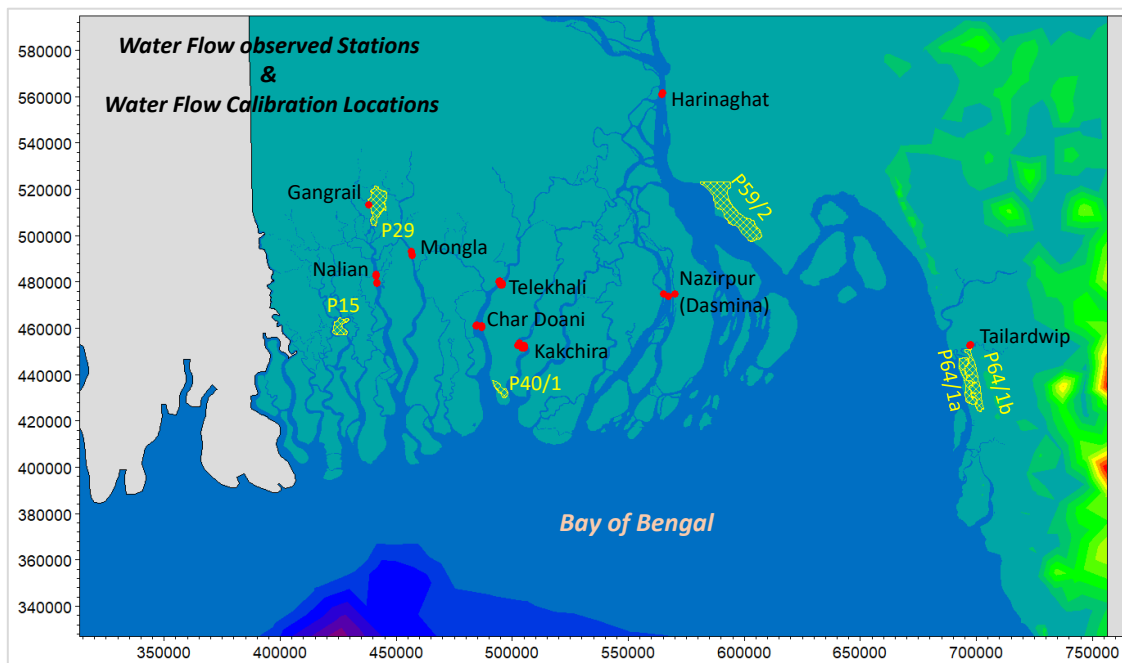 Water Flow observed Stations
&
Water Flow Calibration Locations
580000
560000
540000
520000
500000
480000
460000
440000
420000
400000
380000
360000
340000
Harinaghat
P59/2
Gangrail
P29
Mongla
Nalian
P15
Telekhali
Char Doani
Kakchira
P40/1
Nazirpur
(Dasmina)
Tailardwip
P64/1a
P64/1b
Bay of Bengal
350000 400000 450000 500000 550000 600000 650000 700000 750000